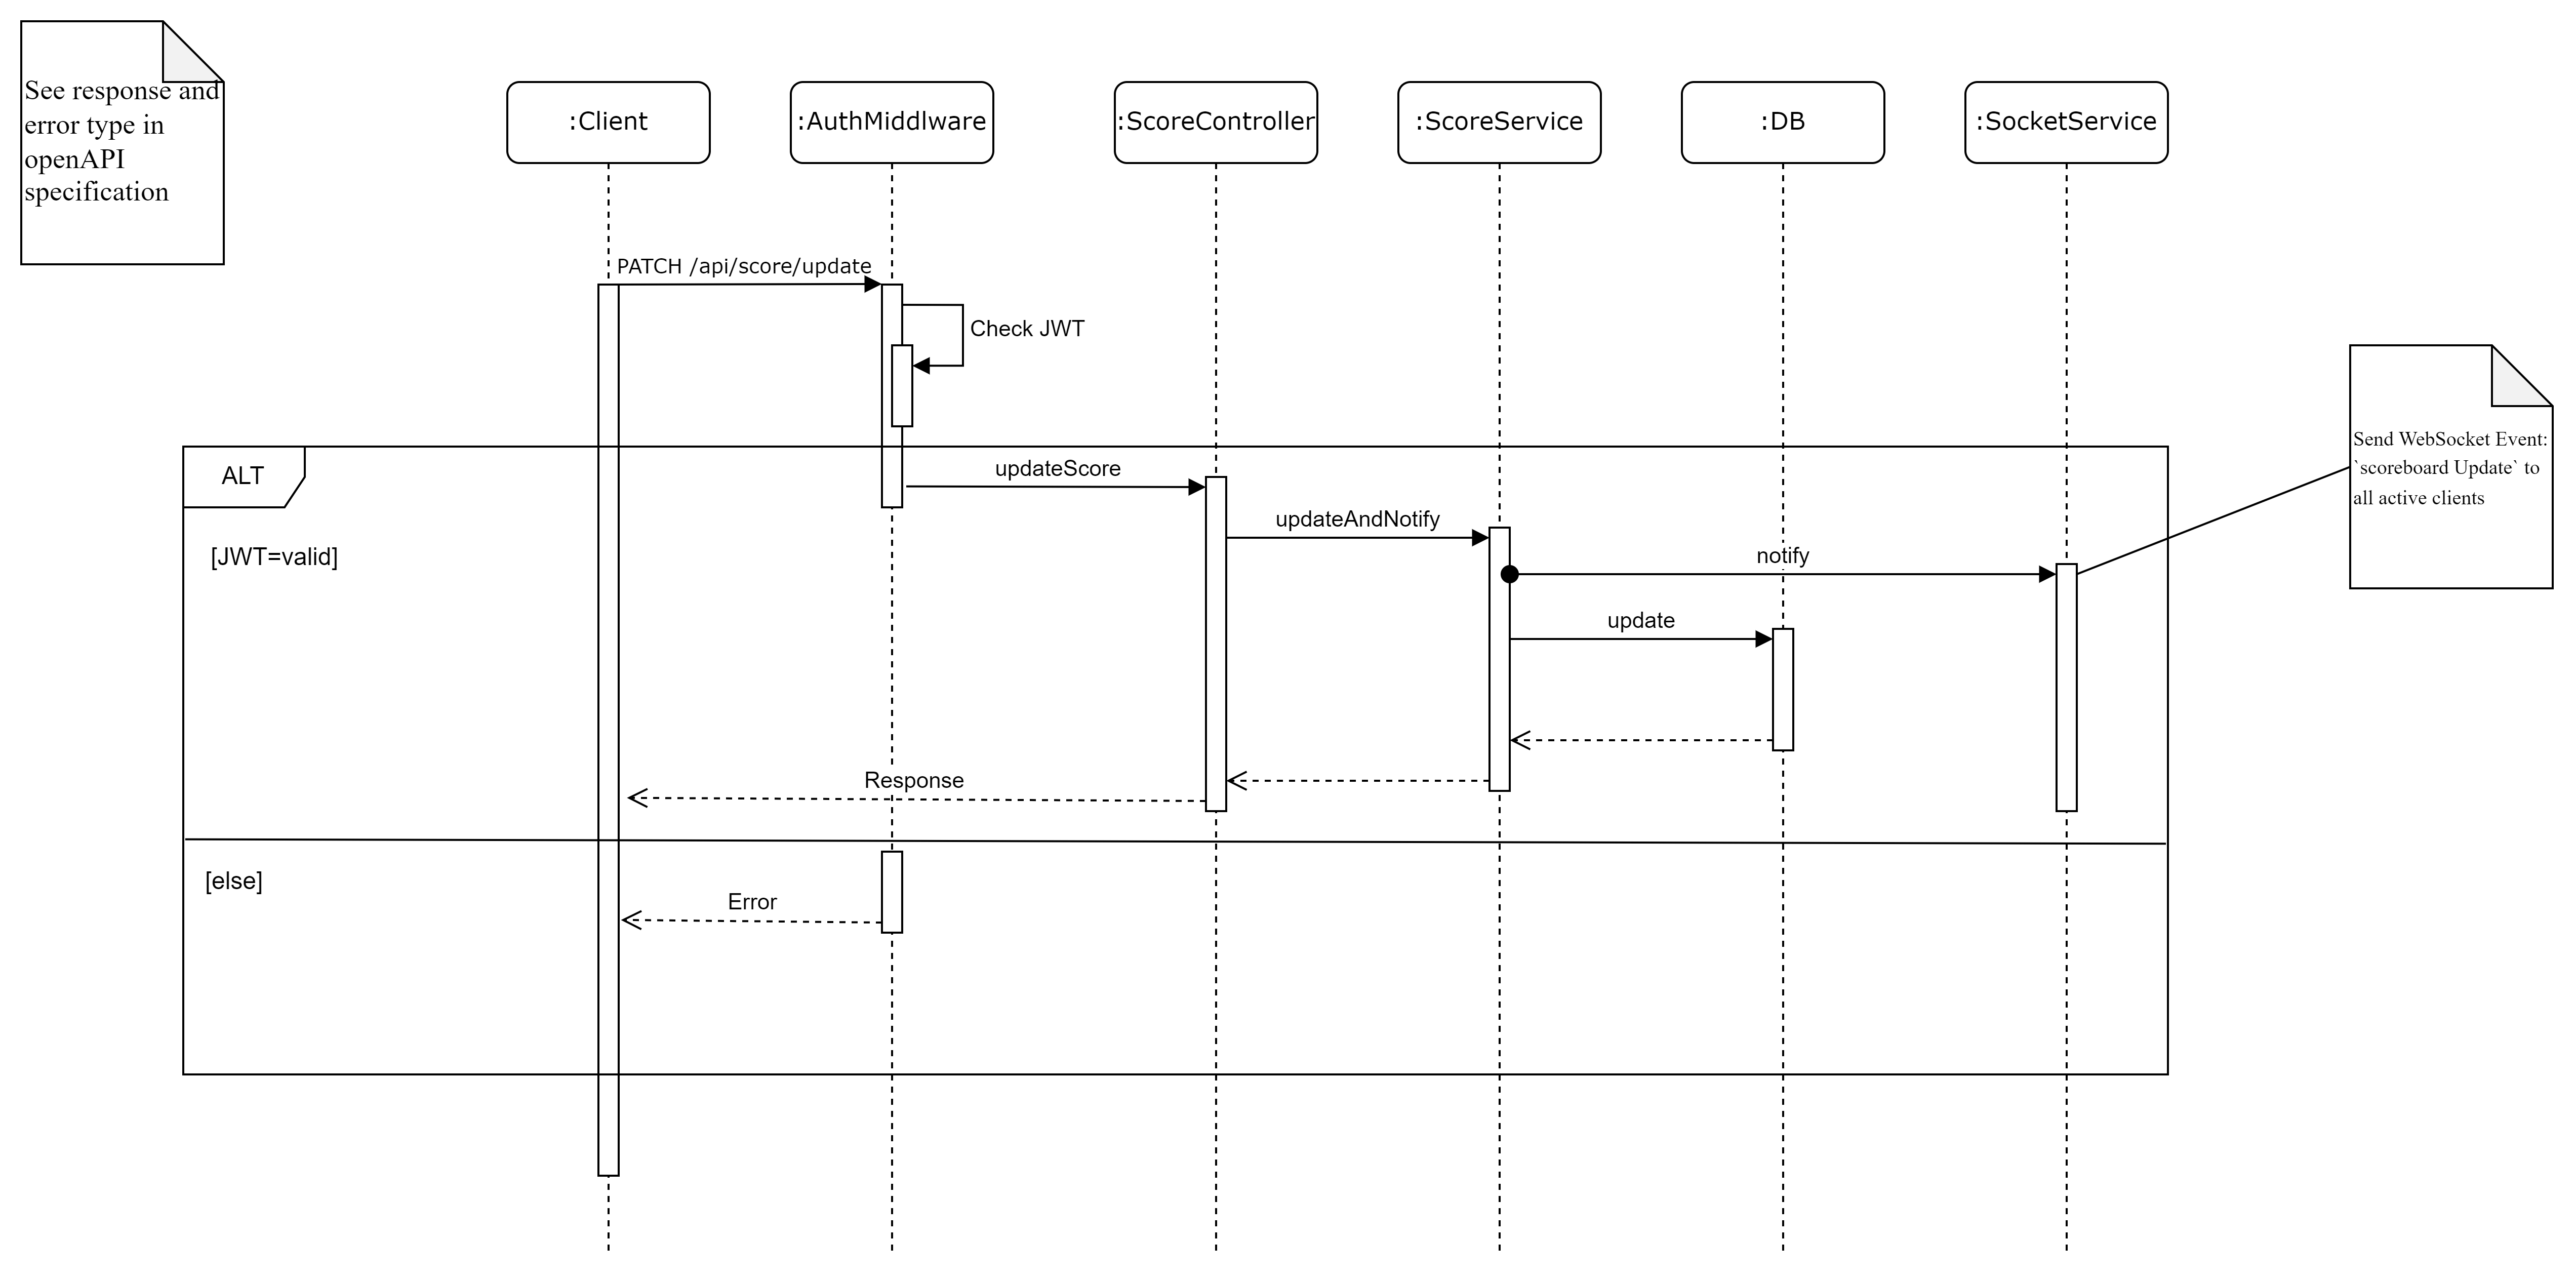 See response and
error type in
openAPI
specification
:Client
:AuthMiddlware
:ScoreController
:ScoreService
:DB
:SocketService
PATCH /api/score/update
Check JWT
Send WebSocket Event:
`scoreboard Update` to
all active clients
ALT
updateScore
updateAndNotify
[JWT=valid]
notify
update
Response
[else]
Error